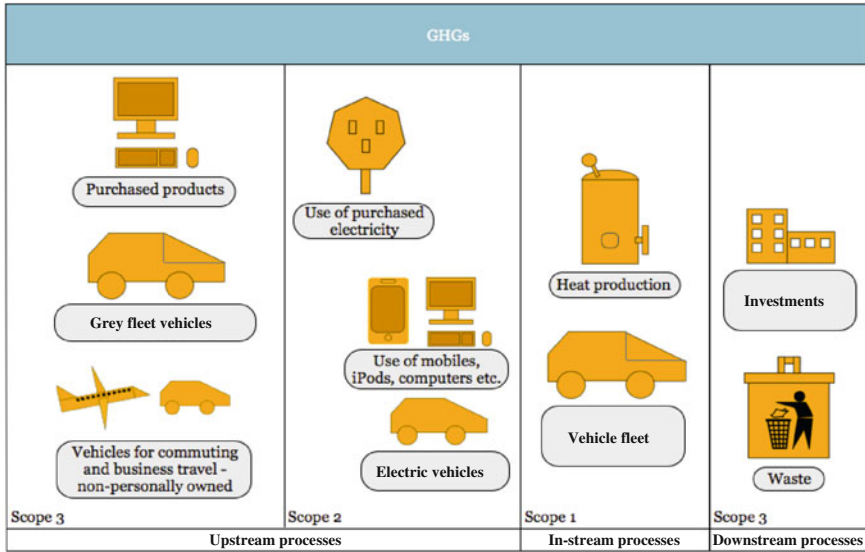 GHGs
Purchased products
Grey fleet vehicles
Vehicles for commuting
and business travel -
non-personally owned
Scope 3
Use of purchased
electricity
Use of mobiles,
iPods, computers etc.
Electric vehicles
Scope 2
Heat production
Vehicle fleet
Scope 1
Investments
Waste
Scope 3
Upstream processes
In-stream processes
Downstream processes